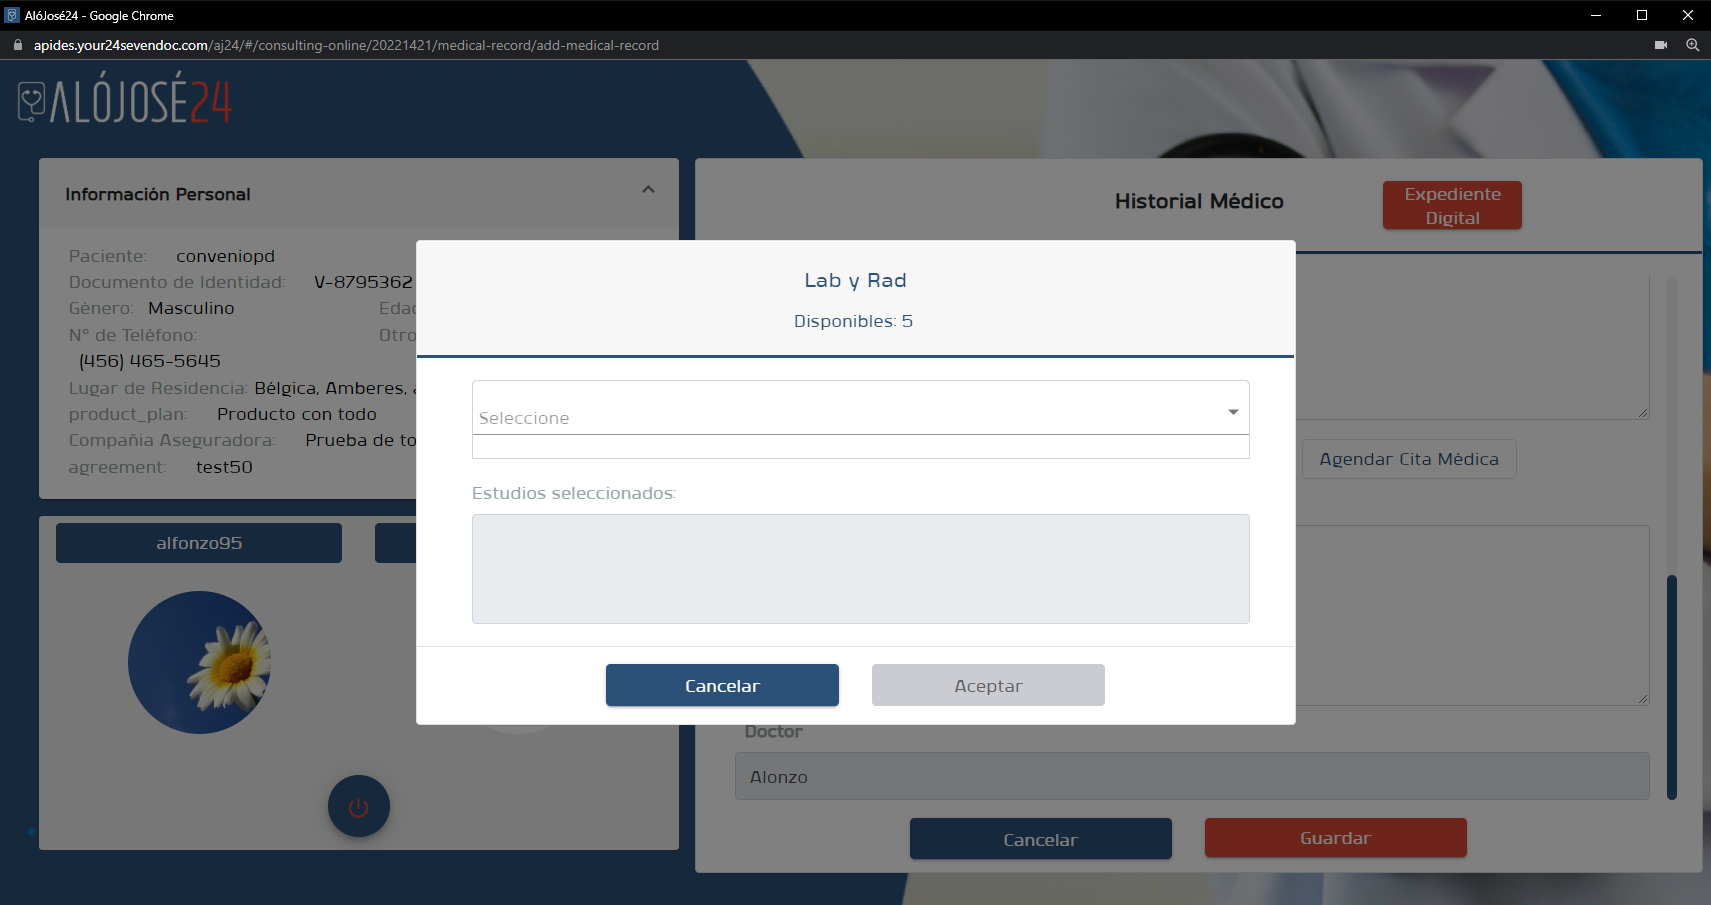 AlóJosé24 - Google Chrome
apides.your24sevendoc.com/aj24/#/consulting-online/20221421/medical-record/add-medical-record
ALÓJOSÉ24
Información Personal
Paciente: conveniopd
Documento de Identidad: V-8795362
Género: Masculino
N° de Teléfono: Otro
(456) 465-5645
Lugar de Residencia: Bélgica, Amberes,
product_plan: Producto con todo
Compañia Aseguradora: Prueba de to
agreement: test50
alfonzo95
Historial Médico
Expediente
Digital
Lab y Rad
Disponibles: 5
Seleccione
Estudios seleccionados:
Cancelar
Aceptar
Agendar Cita Médica
Doctor
Alonzo
Cancelar
Guardar